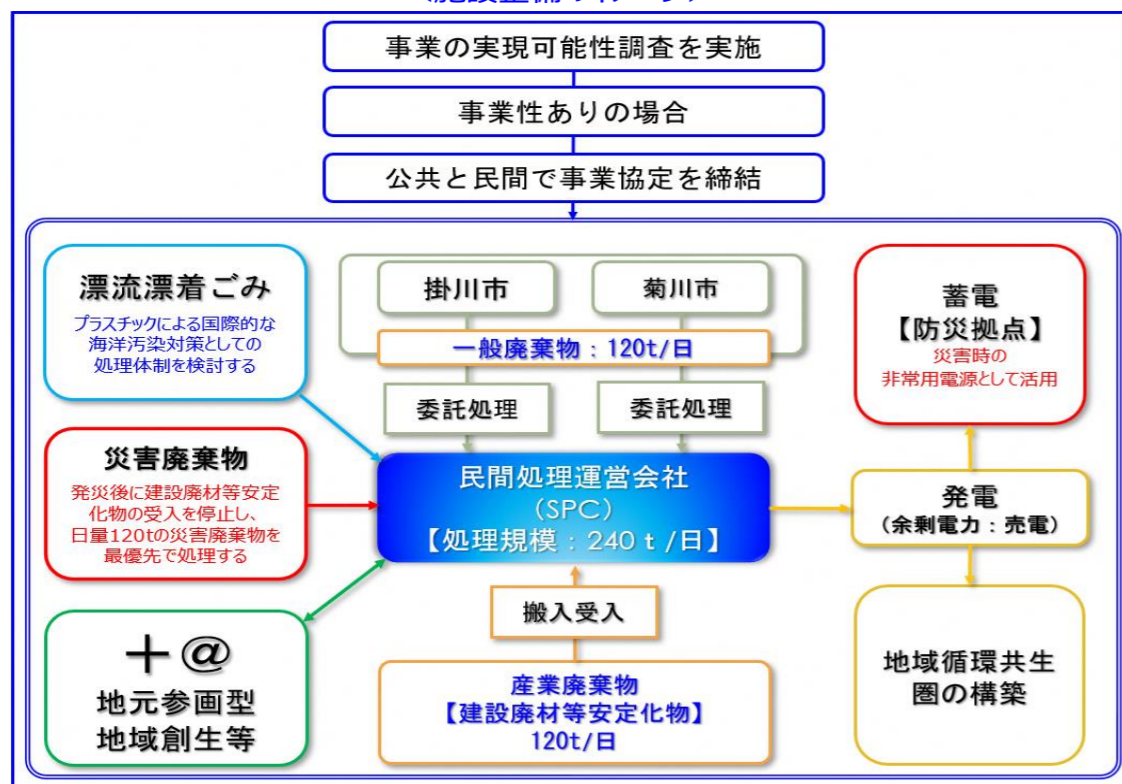 事業の実現可能性調査を実施
事業性ありの場合
公共と民間で事業協定を締結
漂流漂着ごみ
プラスチックによる国際的な
海洋汚染対策としての
処理体制を検討する
掛川市
菊川市
一般廃棄物：120t/日
委託処理
委託処理
蓄電
【防災拠点】
災害時の
非常用電源として活用
災害廃棄物
発災後に建設廃材等安定
化物の受入を停止し、
日量120tの災害廃棄物を
最優先で処理する
民間処理運営会社
（SPC）
【処理規模：240ｔ/日】
発電
（余剰電力：売電）
＋＠
地元参画型
地域創生等
搬入受入
産業廃棄物
【建設廃材等安定化物】
120t/日
地域循環共生
圏の構築